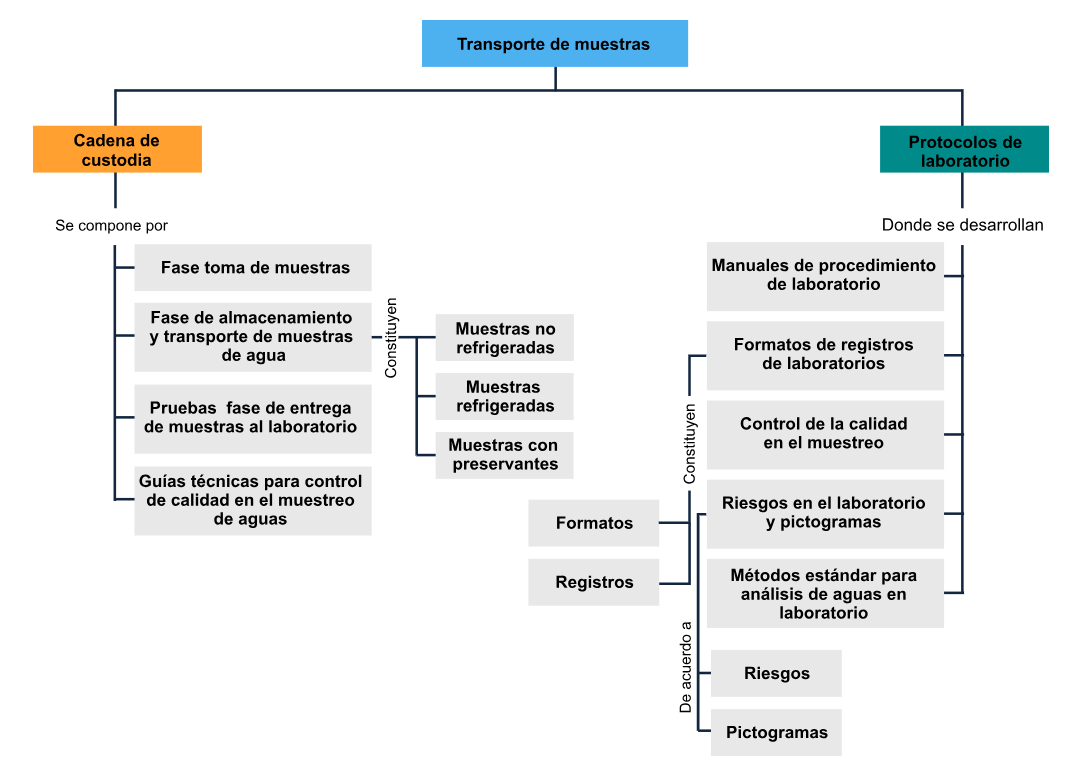 Transporte de muestras
Cadena de
custodia
Se compone por
Fase toma de muestras
Fase de almacenamiento
y transporte de muestras
de agua
Constituyen
Muestras no
refrigeradas
Muestras
refrigeradas
Muestras con
preservantes
Pruebas fase de entrega
de muestras al laboratorio
Guías técnicas para control
de calidad en el muestreo
de aguas
Protocolos de
laboratorio
Donde se desarrollan
Manuales de procedimiento
de laboratorio
Formatos de registros
de laboratorios
Constituyen
Formatos
Registros
Control de la calidad
en el muestreo
Riesgos en el laboratorio
y pictogramas
De acuerdo a
Riesgos
Pictogramas
Métodos estándar para
análisis de aguas en
laboratorio